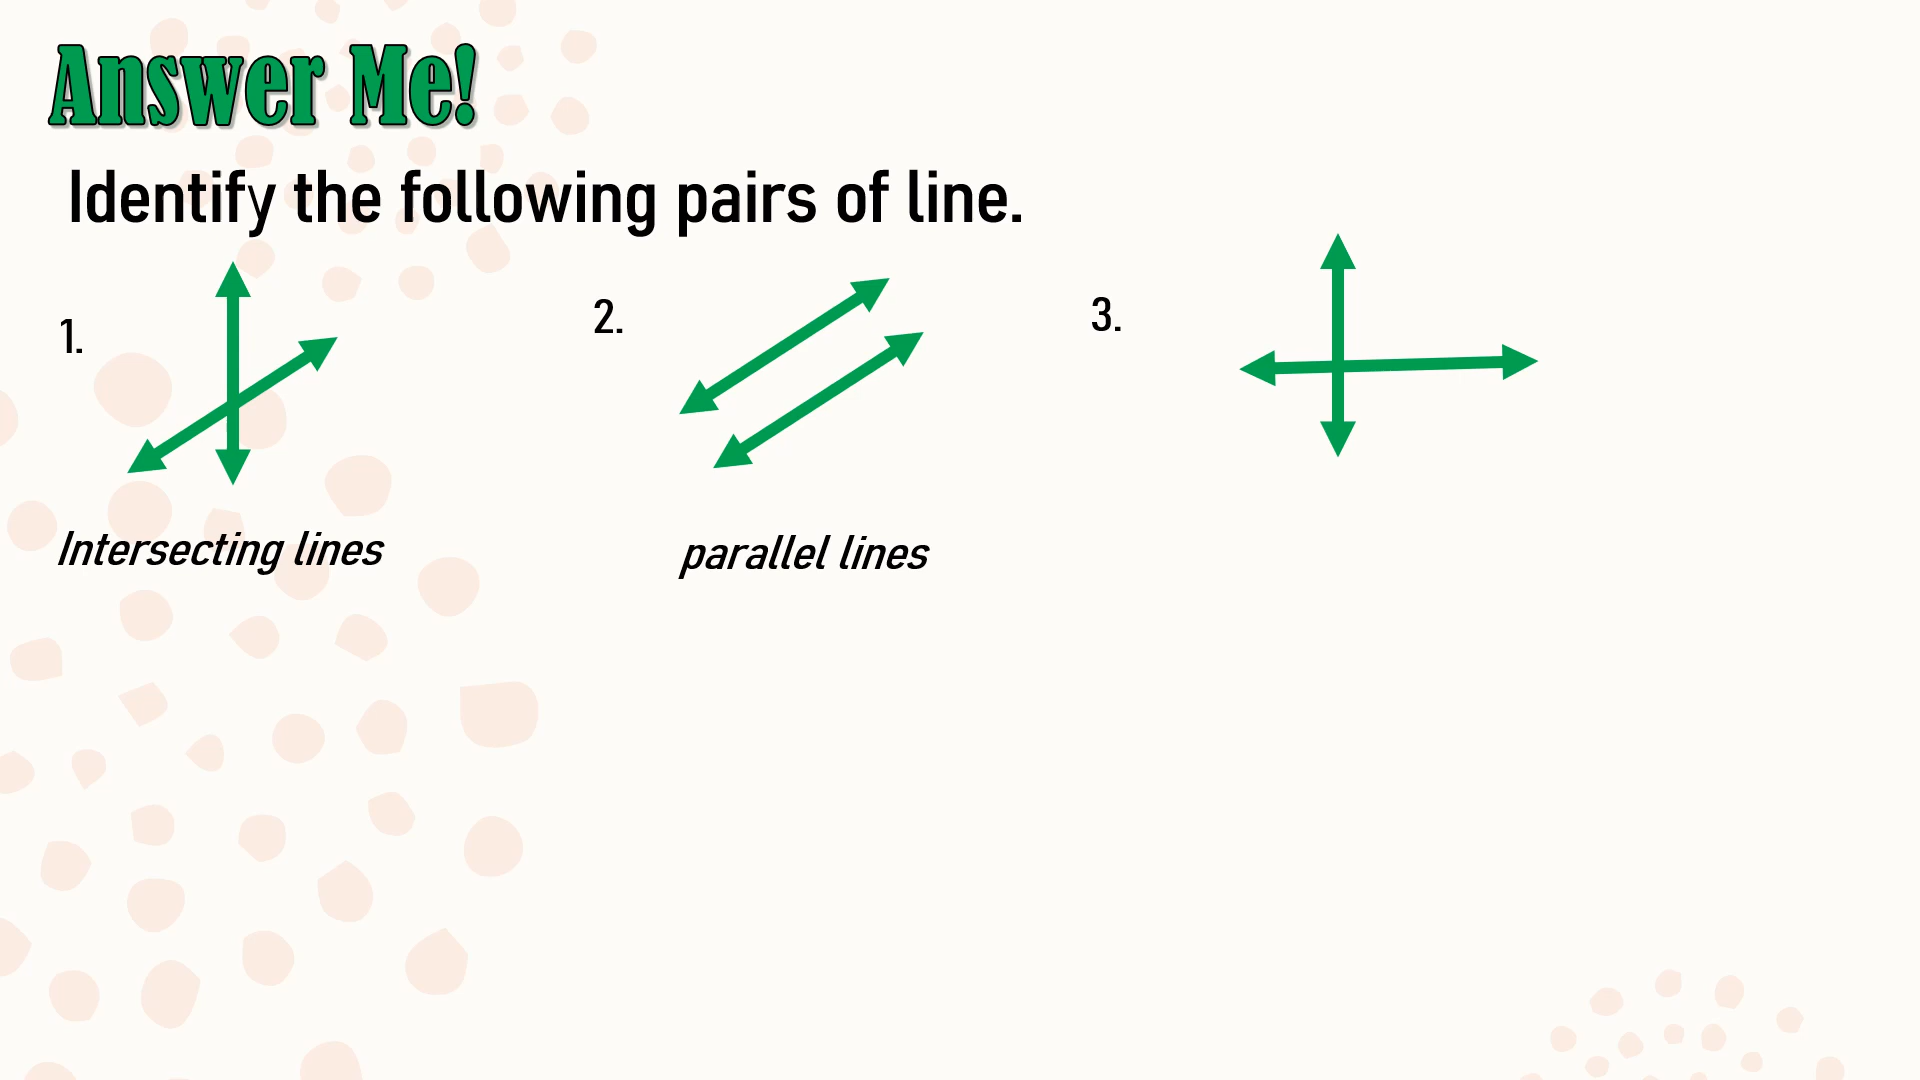 Answer Me!
Identify the following pairs of line.
1.
2.
3.
Intersecting lines
parallel lines